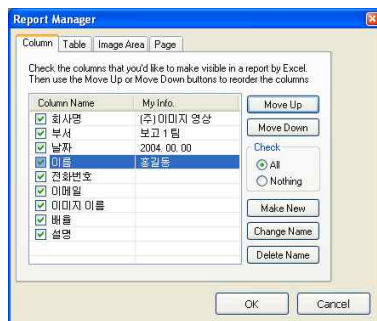 Report Manager
Column Table Image Area Page
Check the columns that you'd like to make visible in a report by Excel.
Then use the Move Up or Move Down buttons to reorder the columns
Column Name My Info.
회사명 (주)이미지 영상
부서 보고1팀
날짜 2004. 00. 00
이름 홍길동
전화번호
이메일
이미지 이름
배율
설명
Move Up
Move Down
Check
All
Nothing
Make New
Change Name
Delete Name
OK Cancel